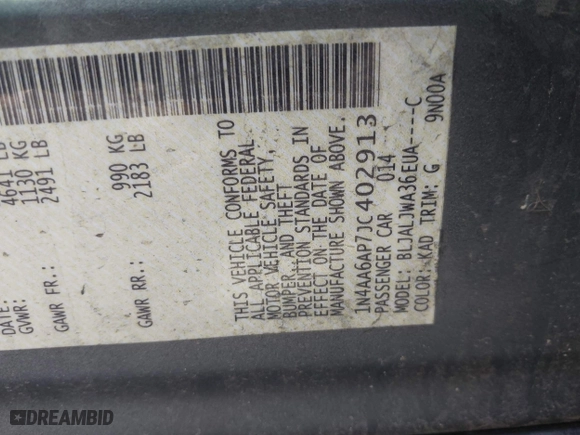 DATE:
GVWR: 4641 LB
1130 KG
GAWR FR.: 2491 LB
990 KG
GAWR RR.: 2183 LB
THIS VEHICLE CONFORMS TO
ALL APPLICABLE FEDERAL
MOTOR VEHICLE SAFETY,
BUMPER, AND THEFT
PREVENTION STANDARDS IN
EFFECT ON THE DATE OF
MANUFACTURE SHOWN ABOVE.
1N4AA6AP7JC402913
PASSENGER CAR 014
MODEL: BLJALJWA36EUA----C
COLOR: KAD TRIM: G 9N00A
DREAMBID